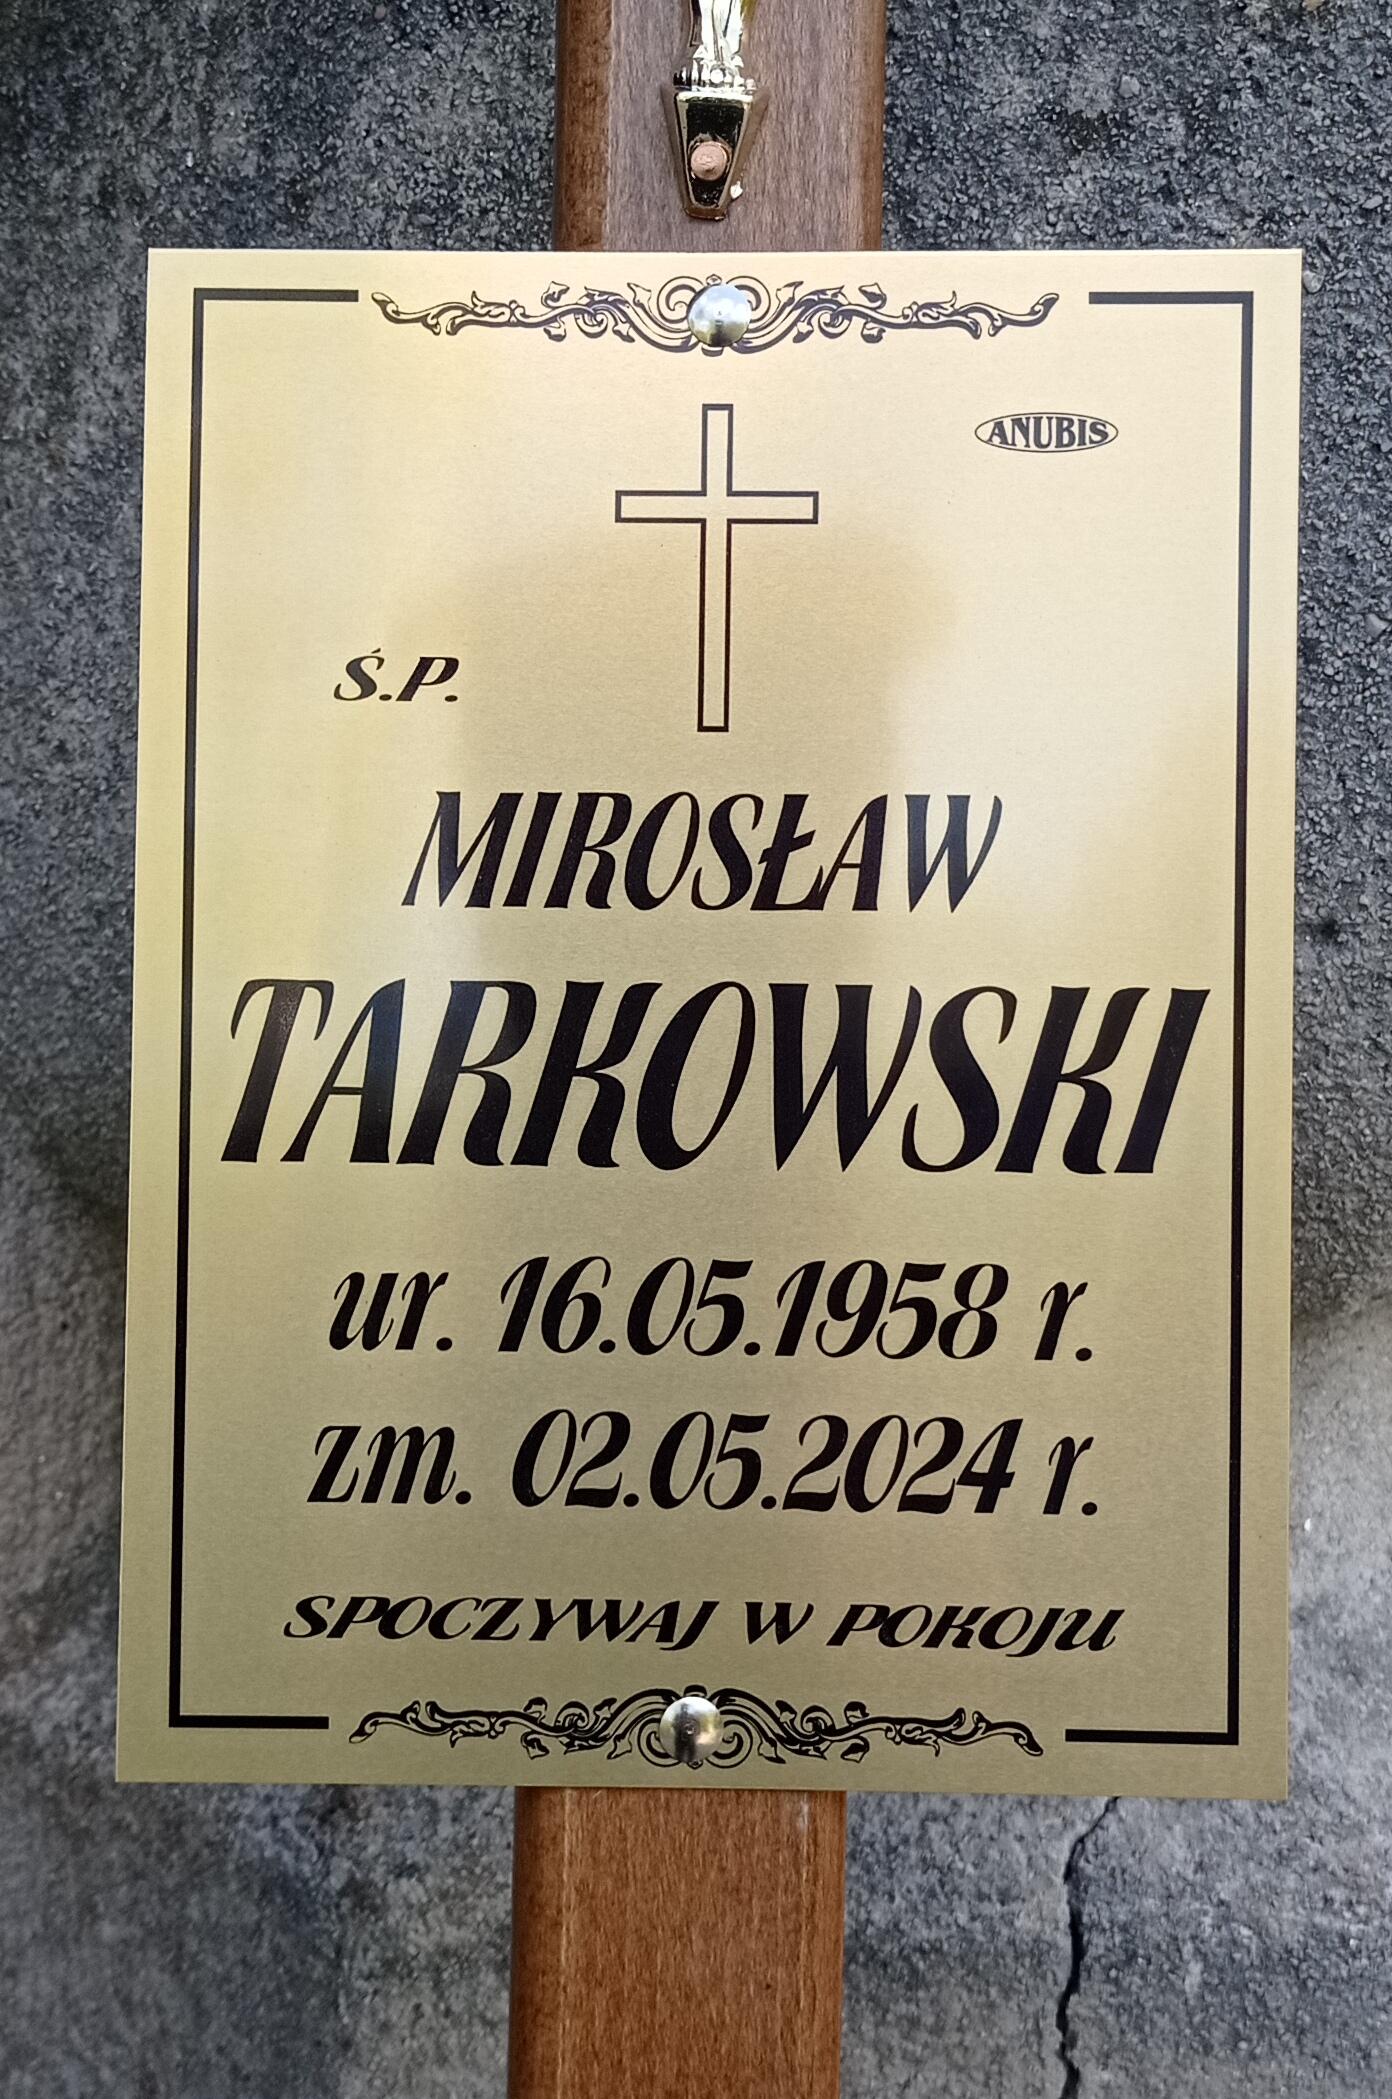 ANUBIS
Ś.P.
MIROSŁAW
TARKOWSKI
ur. 16.05.1958 r.
zm. 02.05.2024 r.
SPOCZYWAJ W POKOJU